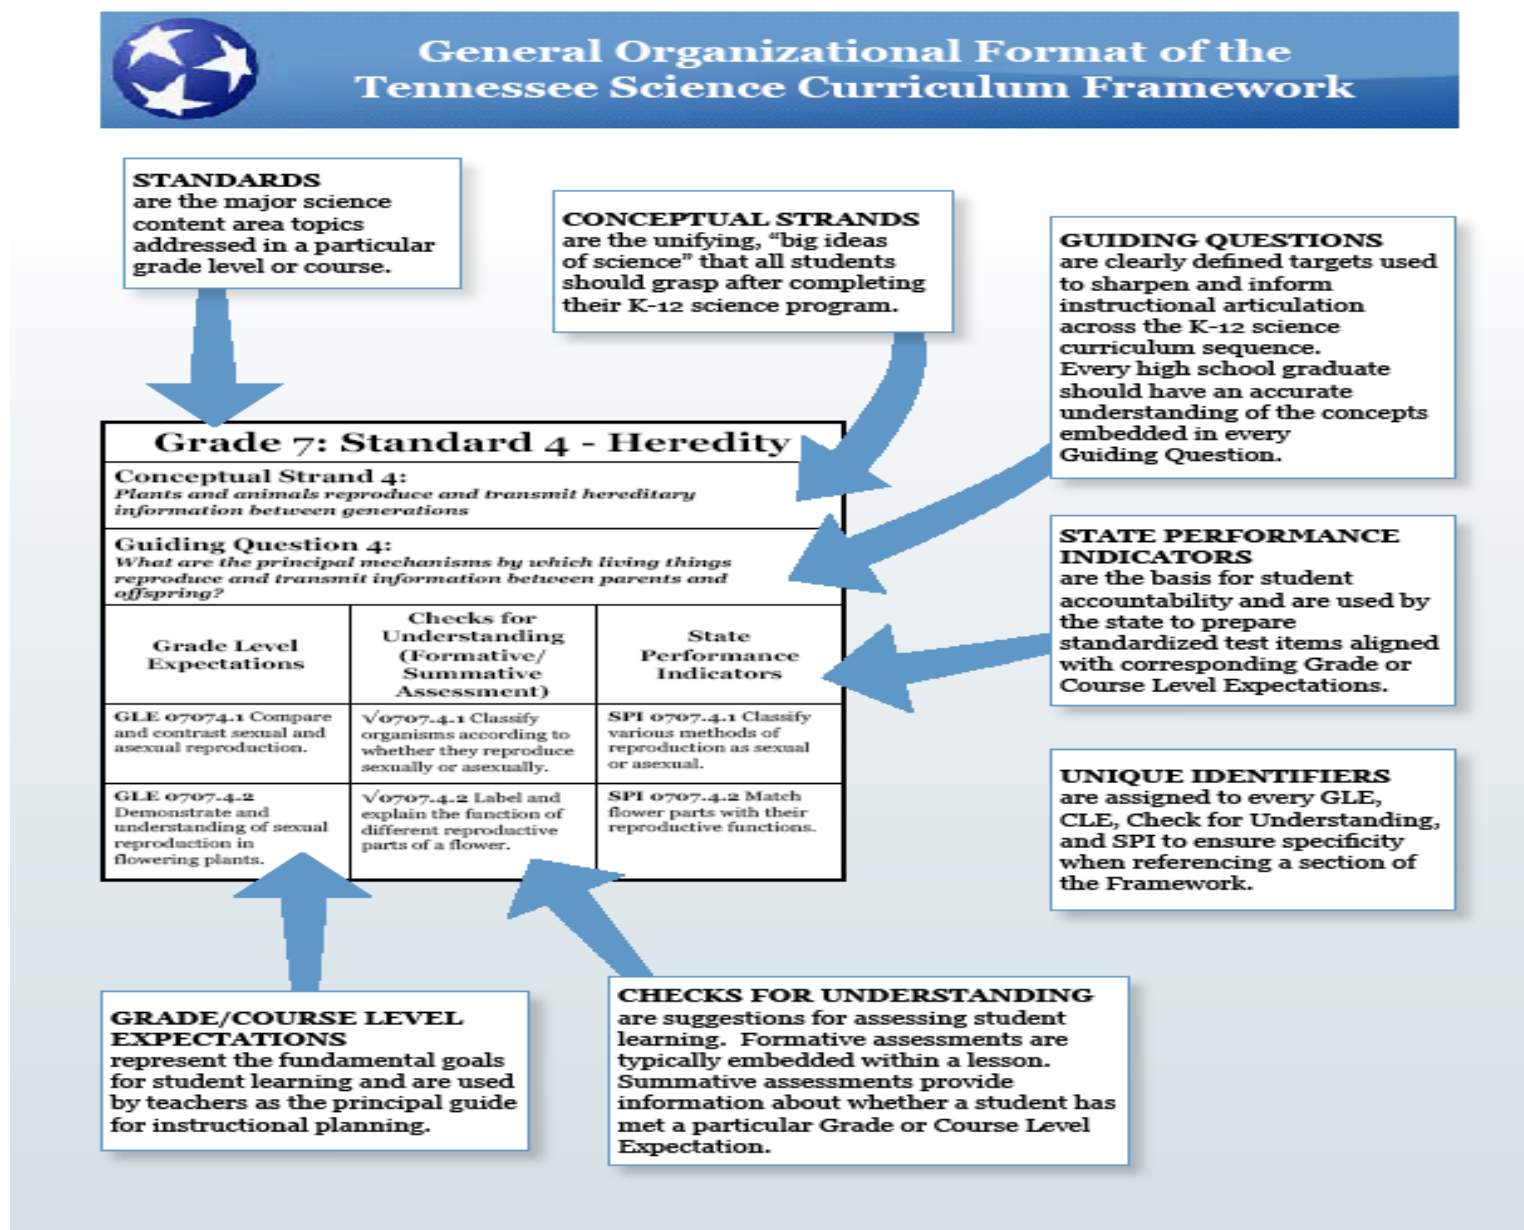 General Organizational Format of the
Tennessee Science Curriculum Framework
STANDARDS
are the major science
content area topics
addressed in a particular
grade level or course.
CONCEPTUAL STRANDS
are the unifying, “big ideas
of science” that all students
should grasp after completing
their K-12 science program.
GUIDING QUESTIONS
are clearly defined targets used
to sharpen and inform
instructional articulation
across the K-12 science
curriculum sequence.
Every high school graduate
should have an accurate
understanding of the concepts
embedded in every
Guiding Question.
Grade 7: Standard 4 - Heredity
Conceptual Strand 4:
Plants and animals reproduce and transmit hereditary
information between generations
Guiding Question 4:
What are the principal mechanisms by which living things
reproduce and transmit information between parents and
offspring?
Grade Level
Expectations
Checks for
Understanding
(Formative/
Summative
Assessment)
State
Performance
Indicators
GLE 07074.1 Compare
and contrast sexual and
asexual reproduction.
√0707.4.1 Classify
organisms according to
whether they reproduce
sexually or asexually.
SPI 0707.4.1 Classify
various methods of
reproduction as sexual
or asexual.
GLE 0707.4.2
Demonstrate and
understanding of sexual
reproduction in
flowering plants.
√0707.4.2 Label and
explain the function of
different reproductive
parts of a flower.
SPI 0707.4.2 Match
flower parts with their
reproductive functions.
STATE PERFORMANCE
INDICATORS
are the basis for student
accountability and are used by
the state to prepare
standardized test items aligned
with corresponding Grade or
Course Level Expectations.
UNIQUE IDENTIFIERS
are assigned to every GLE,
CLE, Check for Understanding,
and SPI to ensure specificity
when referencing a section of
the Framework.
GRADE/COURSE LEVEL
EXPECTATIONS
represent the fundamental goals
for student learning and are used
by teachers as the principal guide
for instructional planning.
CHECKS FOR UNDERSTANDING
are suggestions for assessing student
learning.  Formative assessments are
typically embedded within a lesson.
Summative assessments provide
information about whether a student has
met a particular Grade or Course Level
Expectation.